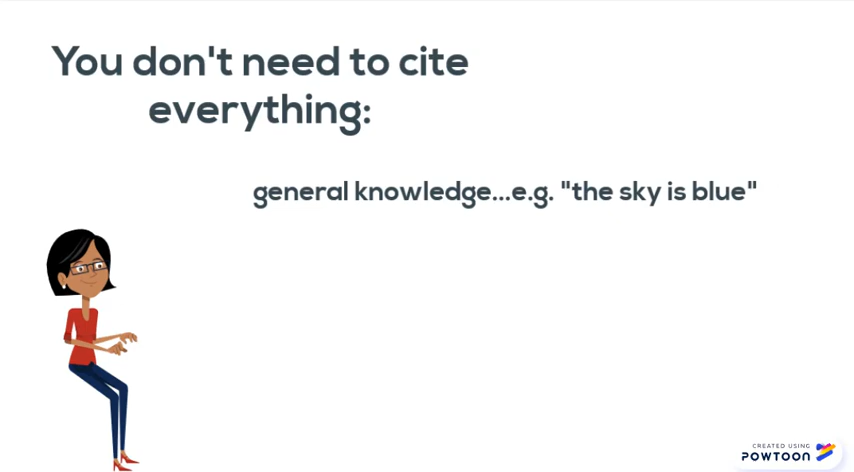 You don't need to cite
everything:
general knowledge...e.g. "the sky is blue"
CREATED USING
POWTOON